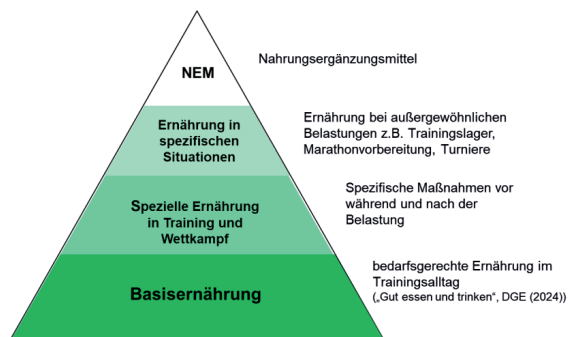 NEM
Nahrungsergänzungsmittel
Ernährung in
spezifischen
Situationen
Ernährung bei außergewöhnlichen
Belastungen z.B. Trainingslager,
Marathonvorbereitung, Turniere
Spezielle Ernährung
in Training und
Wettkampf
Spezifische Maßnahmen vor
während und nach der
Belastung
Basisernährung
bedarfsgerechte Ernährung im
Trainingsalltag
(„Gut essen und trinken“, DGE (2024))